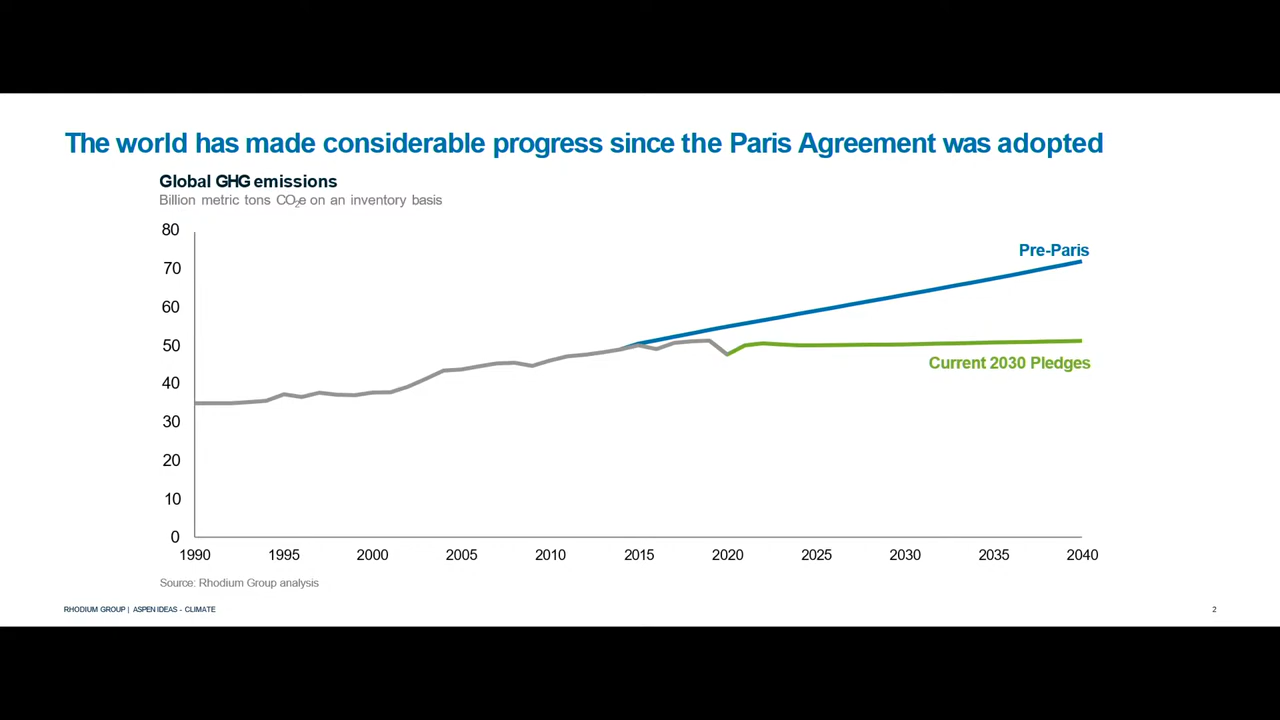 The world has made considerable progress since the Paris Agreement was adopted
Global GHG emissions
Billion metric tons CO₂e on an inventory basis
80
Pre-Paris
70
60
50
Current 2030 Pledges
40
30
20
10
0
1990 1995 2000 2005 2010 2015 2020 2025 2030 2035 2040
Source: Rhodium Group analysis
RHODIUM GROUP | ASPEN IDEAS - CLIMATE 2